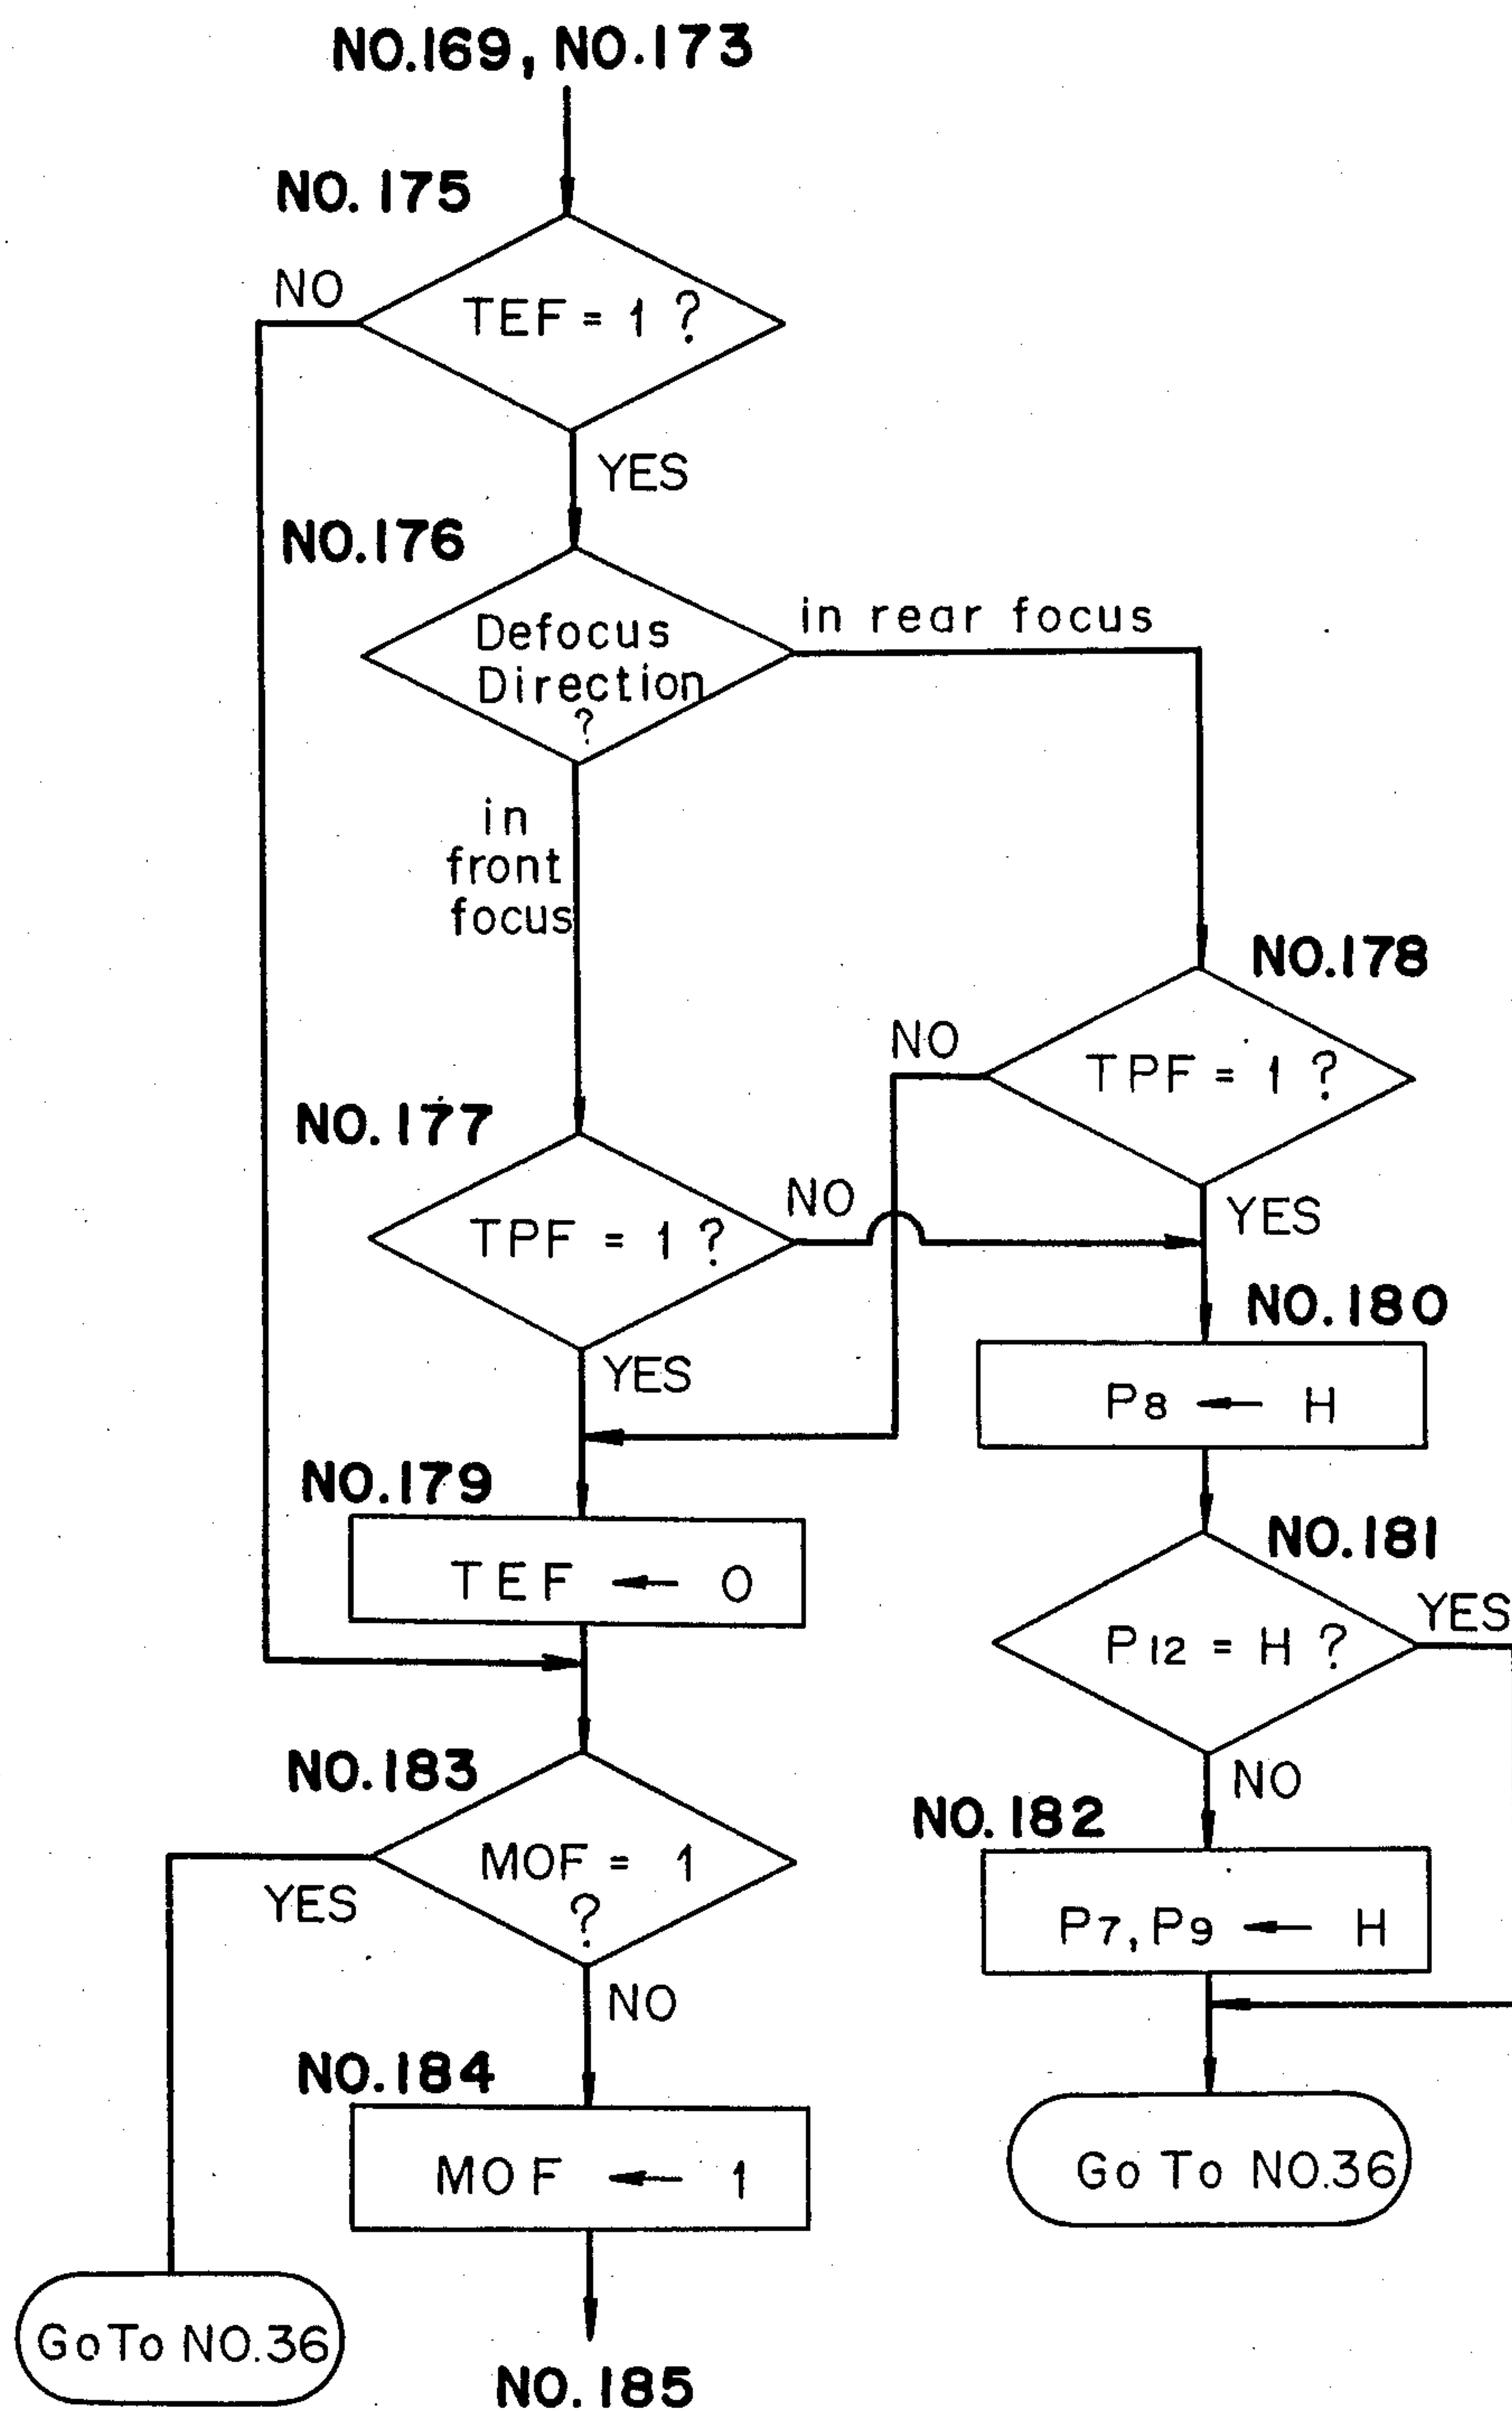 NO.169, NO.173
NO. 175
NO
TEF = 1 ?
YES
NO.176
Defocus
Direction
?
in rear focus
in
front
focus
NO.178
NO
TPF = 1 ?
YES
NO. 177
TPF = 1 ?
NO
YES
NO. 180
P8 ← H
NO.179
TEF ← 0
NO.181
P12 = H ?
YES
NO
NO. 182
P7, P9 ← H
Go To NO.36
NO.183
MOF = 1
?
YES
NO
NO.184
MOF ← 1
GoTo NO.36
NO. 185